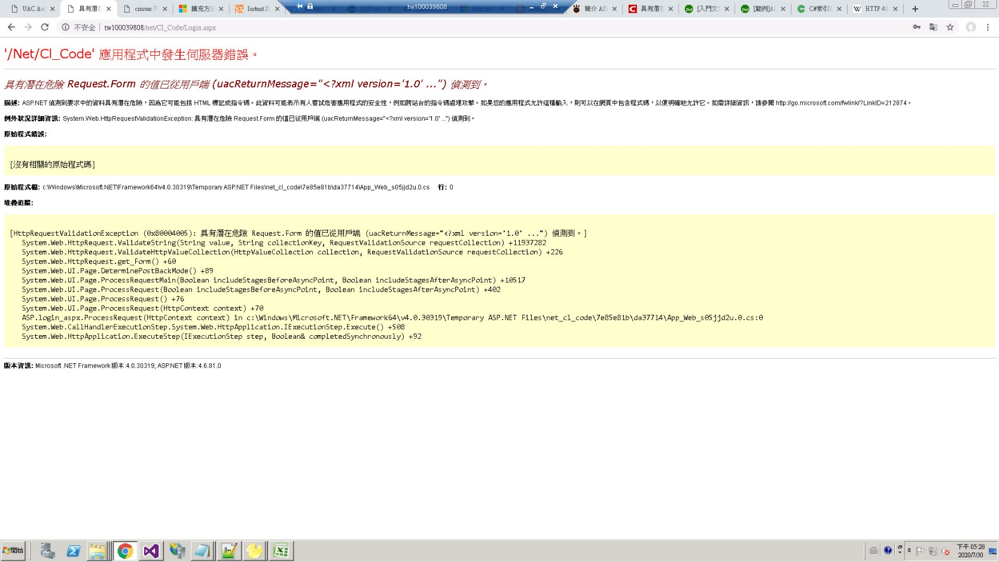 UAC Au
具有潛在
cimuac:7
擴充方法
Instant S
tw100039808
簡介 AS
具有潛在
[入門文
[範例]A
C#索引
HTTP 40
不安全
tw100039808/net/Cl_Code/Login.aspx
'/Net/Cl_Code' 應用程式中發生伺服器錯誤。
具有潛在危險 Request.Form 的值已從用戶端 (uacReturnMessage="<?xml version='1.0' ...") 偵測到。
描述: ASP.NET 偵測到要求中的資料具有潛在危險，因為它可能包括 HTML 標記或指令碼。此資料可能表示有人嘗試危害應用程式的安全性，例如跨站台的指令碼處理攻擊。如果您的應用程式允許這種輸入，則可以在網頁中包含程式碼，以便明確地允許它。如需詳細資訊，請參閱 http://go.microsoft.com/fwlink/?LinkID=212874。
例外狀況詳細資訊: System.Web.HttpRequestValidationException: 具有潛在危險 Request.Form 的值已從用戶端 (uacReturnMessage="<?xml version='1.0' ...") 偵測到。
原始程式錯誤:
[沒有相關的原始程式碼]
原始程式檔: c:\Windows\Microsoft.NET\Framework64\v4.0.30319\Temporary ASP.NET Files\net_cl_code\7e85e81b\da37714\App_Web_s05jjd2u.0.cs 行: 0
堆疊追蹤:
[HttpRequestValidationException (0x80004005): 具有潛在危險 Request.Form 的值已從用戶端 (uacReturnMessage="<?xml version='1.0' ...") 偵測到。]
System.Web.HttpRequest.ValidateString(String value, String collectionKey, RequestValidationSource requestCollection) +11937282
System.Web.HttpRequest.ValidateHttpValueCollection(HttpValueCollection collection, RequestValidationSource requestCollection) +226
System.Web.HttpRequest.get_Form() +60
System.Web.UI.Page.DeterminePostBackMode() +89
System.Web.UI.Page.ProcessRequestMain(Boolean includeStagesBeforeAsyncPoint, Boolean includeStagesAfterAsyncPoint) +10517
System.Web.UI.Page.ProcessRequest(Boolean includeStagesBeforeAsyncPoint, Boolean includeStagesAfterAsyncPoint) +402
System.Web.UI.Page.ProcessRequest() +76
System.Web.UI.Page.ProcessRequest(HttpContext context) +70
ASP.login_aspx.ProcessRequest(HttpContext context) in c:\Windows\Microsoft.NET\Framework64\v4.0.30319\Temporary ASP.NET Files\net_cl_code\7e85e81b\da37714\App_Web_s05jjd2u.0.cs:0
System.Web.CallHandlerExecutionStep.System.Web.HttpApplication.IExecutionStep.Execute() +508
System.Web.HttpApplication.ExecuteStep(IExecutionStep step, Boolean& completedSynchronously) +92
版本資訊: Microsoft .NET Framework 版本:4.0.30319; ASP.NET 版本:4.6.81.0
開始
下午 05:28
2020/7/30